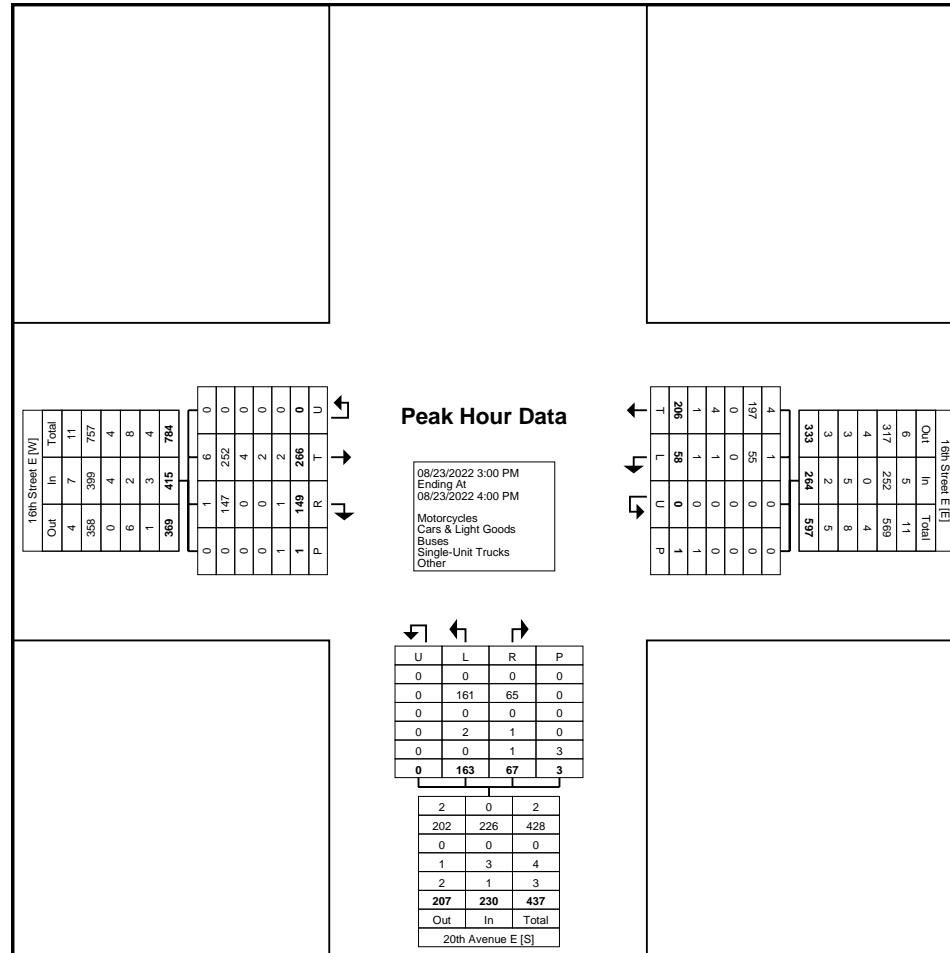 Peak Hour Data
08/23/2022 3:00 PM
Ending At
08/23/2022 4:00 PM
Motorcycles
Cars & Light Goods
Buses
Single-Unit Trucks
Other
U T R P
0 266 149 1
0 2 1 1
0 2 0 0
0 4 0 0
0 252 147 0
0 6 1 0
784 415 369
4 3 1
8 2 6
4 4 0
757 399 358
11 7 4
Total In Out
16th Street E [W]
16th Street E [E]
Out In Total
6 5 11
317 252 569
4 0 4
3 5 8
3 2 5
333 264 597
4 1 0 0
197 55 0 0
0 0 0 0
4 1 0 0
1 1 0 1
206 58 0 1
T L U P
U L R P
0 0 0 0
0 161 65 0
0 0 0 0
0 2 1 0
0 0 1 3
0 163 67 3
2 0 2
202 226 428
0 0 0
1 3 4
2 1 3
207 230 437
Out In Total
20th Avenue E [S]